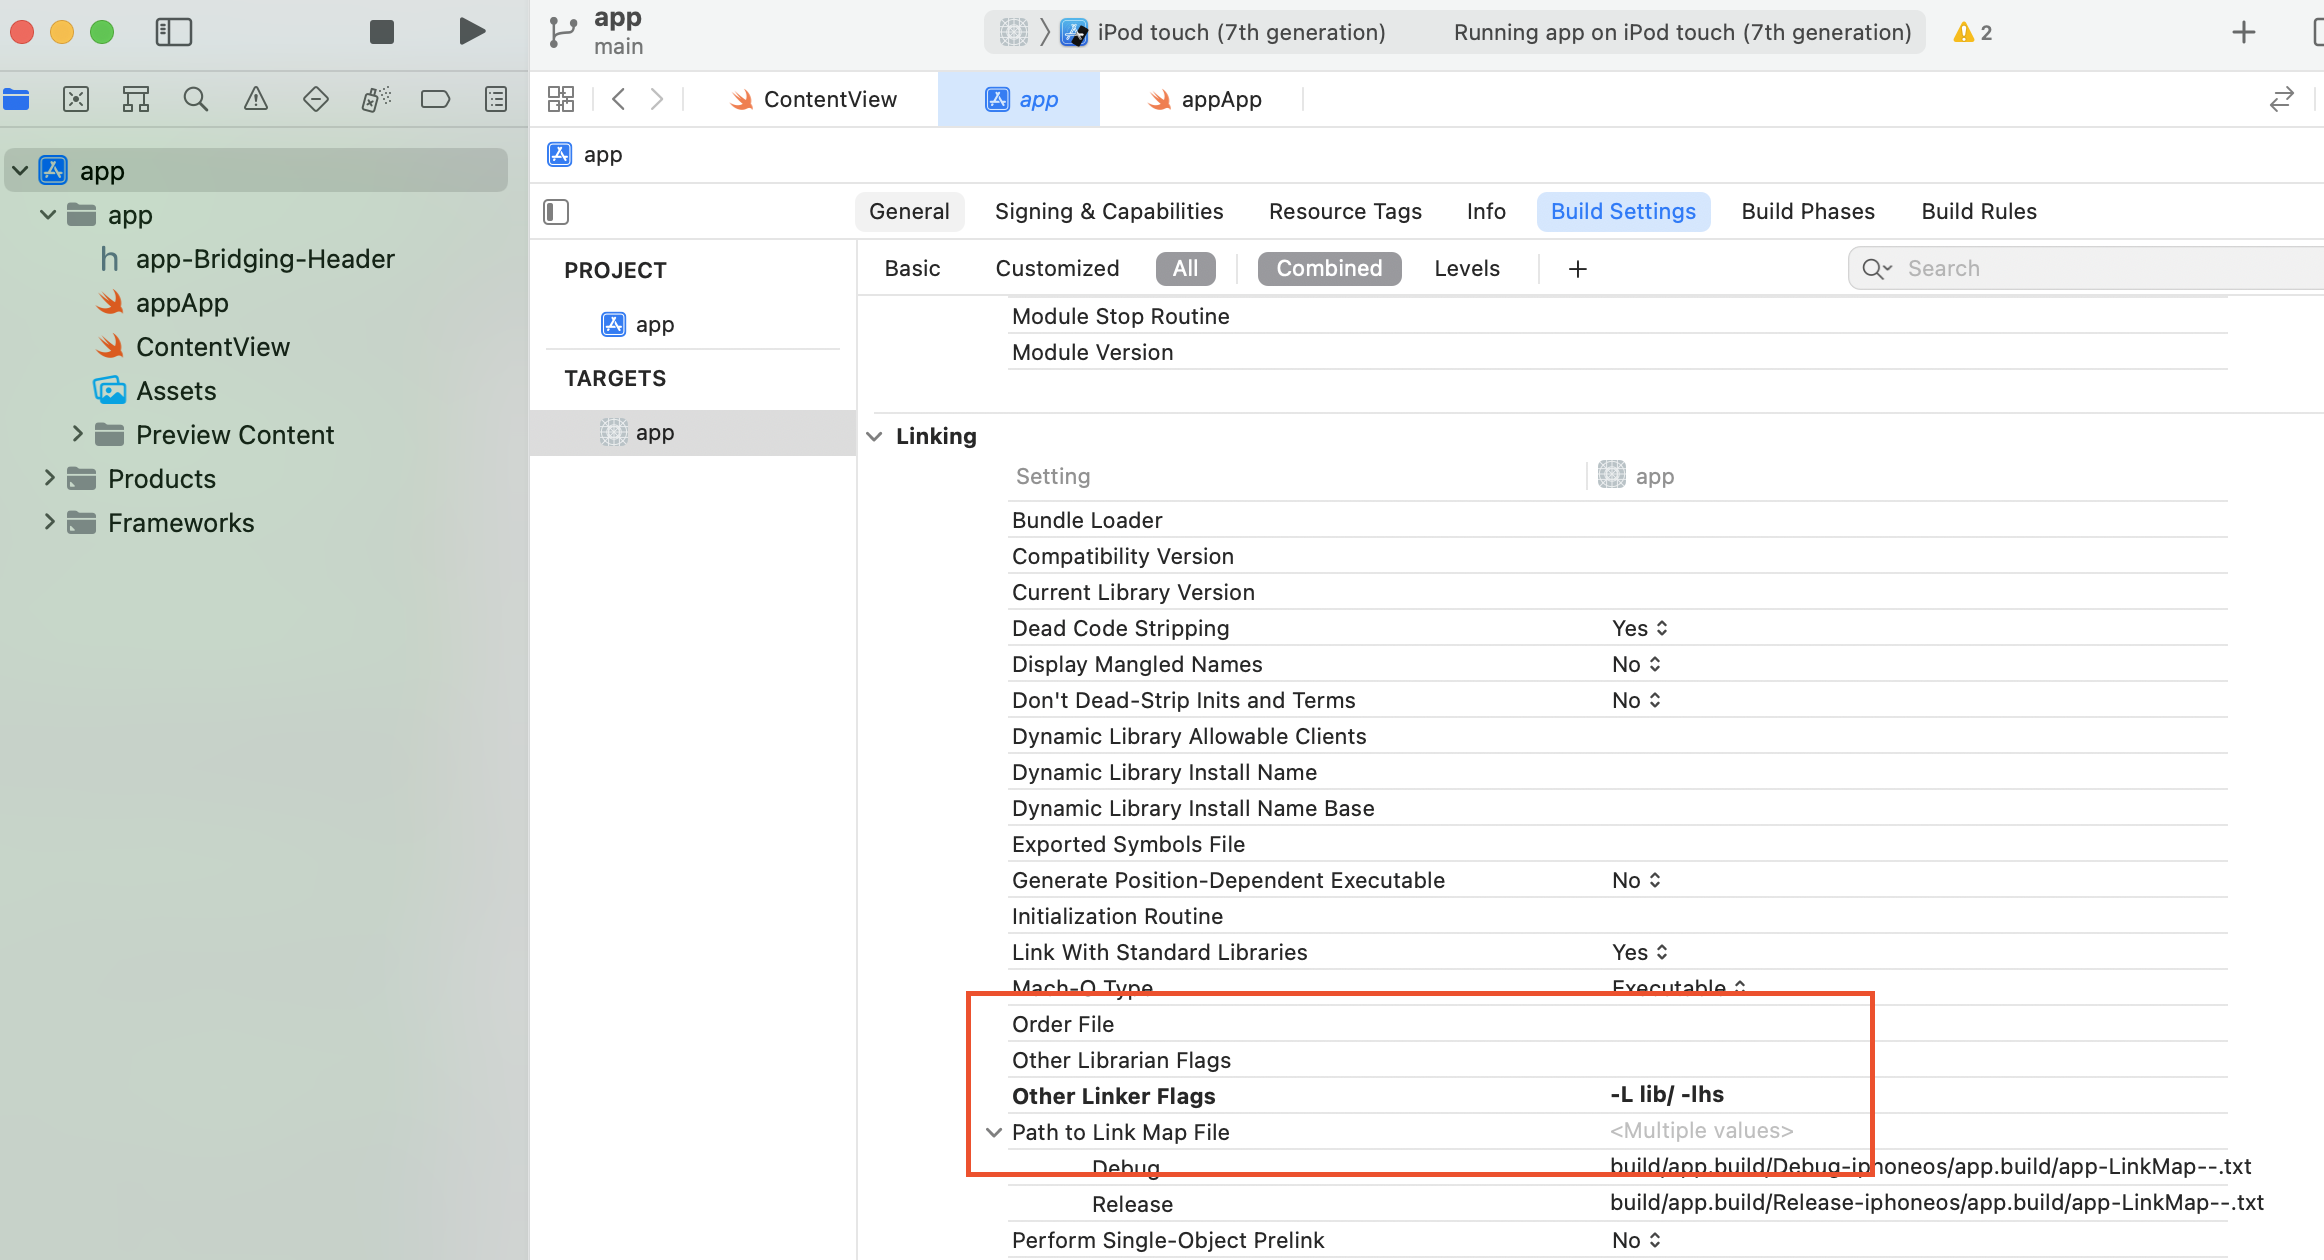 app
main
iPod touch (7th generation)
Running app on iPod touch (7th generation)
2
ContentView
app
appApp
app
app
app
app-Bridging-Header
appApp
ContentView
Assets
Preview Content
Products
Frameworks
General
Signing & Capabilities
Resource Tags
Info
Build Settings
Build Phases
Build Rules
PROJECT
app
TARGETS
app
Basic
Customized
All
Combined
Levels
Search
Module Stop Routine
Module Version
Linking
Setting
app
Bundle Loader
Compatibility Version
Current Library Version
Dead Code Stripping Yes
Display Mangled Names No
Don't Dead-Strip Inits and Terms No
Dynamic Library Allowable Clients
Dynamic Library Install Name
Dynamic Library Install Name Base
Exported Symbols File
Generate Position-Dependent Executable No
Initialization Routine
Link With Standard Libraries Yes
Mach-O Type Executable
Order File
Other Librarian Flags
Other Linker Flags -L lib/ -lhs
Path to Link Map File <Multiple values>
Debug build/app.build/Debug-iphoneos/app.build/app-LinkMap--.txt
Release build/app.build/Release-iphoneos/app.build/app-LinkMap--.txt
Perform Single-Object Prelink No